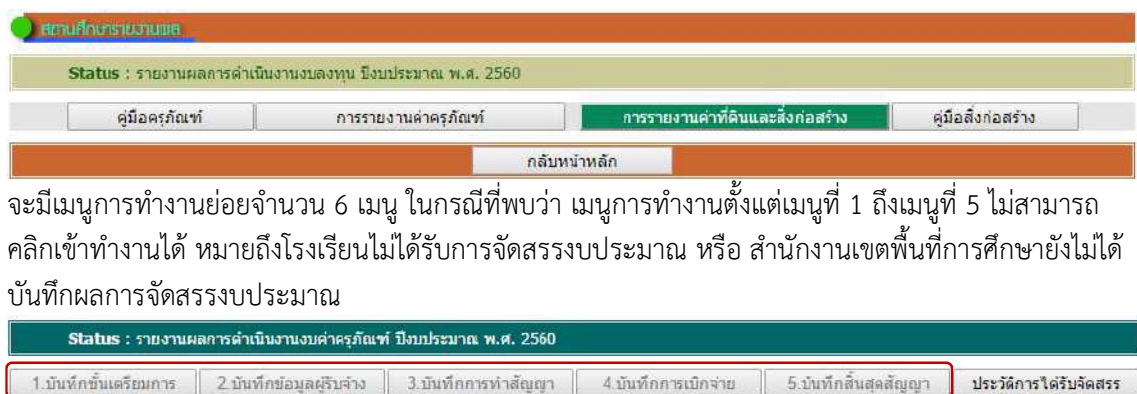 สถานศึกษารายงานผล
Status : รายงานผลการดำเนินงานงบลงทุน ปีงบประมาณ พ.ศ. 2560
คู่มือครุภัณฑ์ การรายงานค่าครุภัณฑ์ การรายงานค่าที่ดินและสิ่งก่อสร้าง คู่มือสิ่งก่อสร้าง
กลับหน้าหลัก
จะมีเมนูการทำงานย่อยจำนวน 6 เมนู ในกรณีที่พบว่า เมนูการทำงานตั้งแต่เมนูที่ 1 ถึงเมนูที่ 5 ไม่สามารถ
คลิกเข้าทำงานได้ หมายถึงโรงเรียนไม่ได้รับการจัดสรรงบประมาณ หรือ สำนักงานเขตพื้นที่การศึกษายังไม่ได้
บันทึกผลการจัดสรรงบประมาณ
Status : รายงานผลการดำเนินงานงบค่าครุภัณฑ์ ปีงบประมาณ พ.ศ. 2560
1.บันทึกขั้นเตรียมการ 2.บันทึกข้อมูลผู้รับจ้าง 3.บันทึกการทำสัญญา 4.บันทึกการเบิกจ่าย 5.บันทึกสิ้นสุดสัญญา ประวัติการได้รับจัดสรร